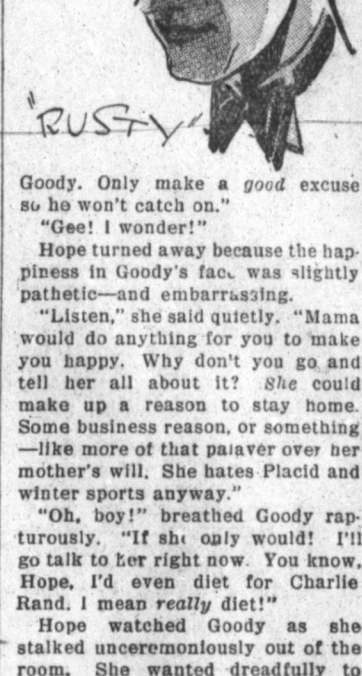 "RUSTY"
Goody. Only make a good excuse
so he won't catch on."
"Gee! I wonder!"
Hope turned away because the hap-
piness in Goody's face was slightly
pathetic—and embarrassing.
"Listen," she said quietly. "Mama
would do anything for you to make
you happy. Why don't you go and
tell her all about it? She could
make up a reason to stay home.
Some business reason, or something
—like more of that palaver over her
mother's will. She hates Placid and
winter sports anyway."
"Oh, boy!" breathed Goody rap-
turously. "If she only would! I'll
go talk to her right now. You know,
Hope, I'd even diet for Charlie
Rand. I mean really diet!"
Hope watched Goody as she
stalked unceremoniously out of the
room. She wanted dreadfully to